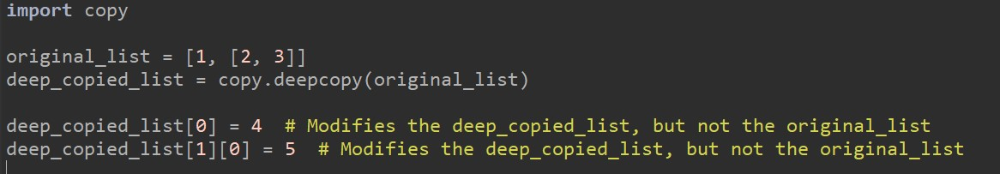 import copy
original_list = [1, [2, 3]]
deep_copied_list = copy.deepcopy(original_list)
deep_copied_list[0] = 4  # Modifies the deep_copied_list, but not the original_list
deep_copied_list[1][0] = 5  # Modifies the deep_copied_list, but not the original_list